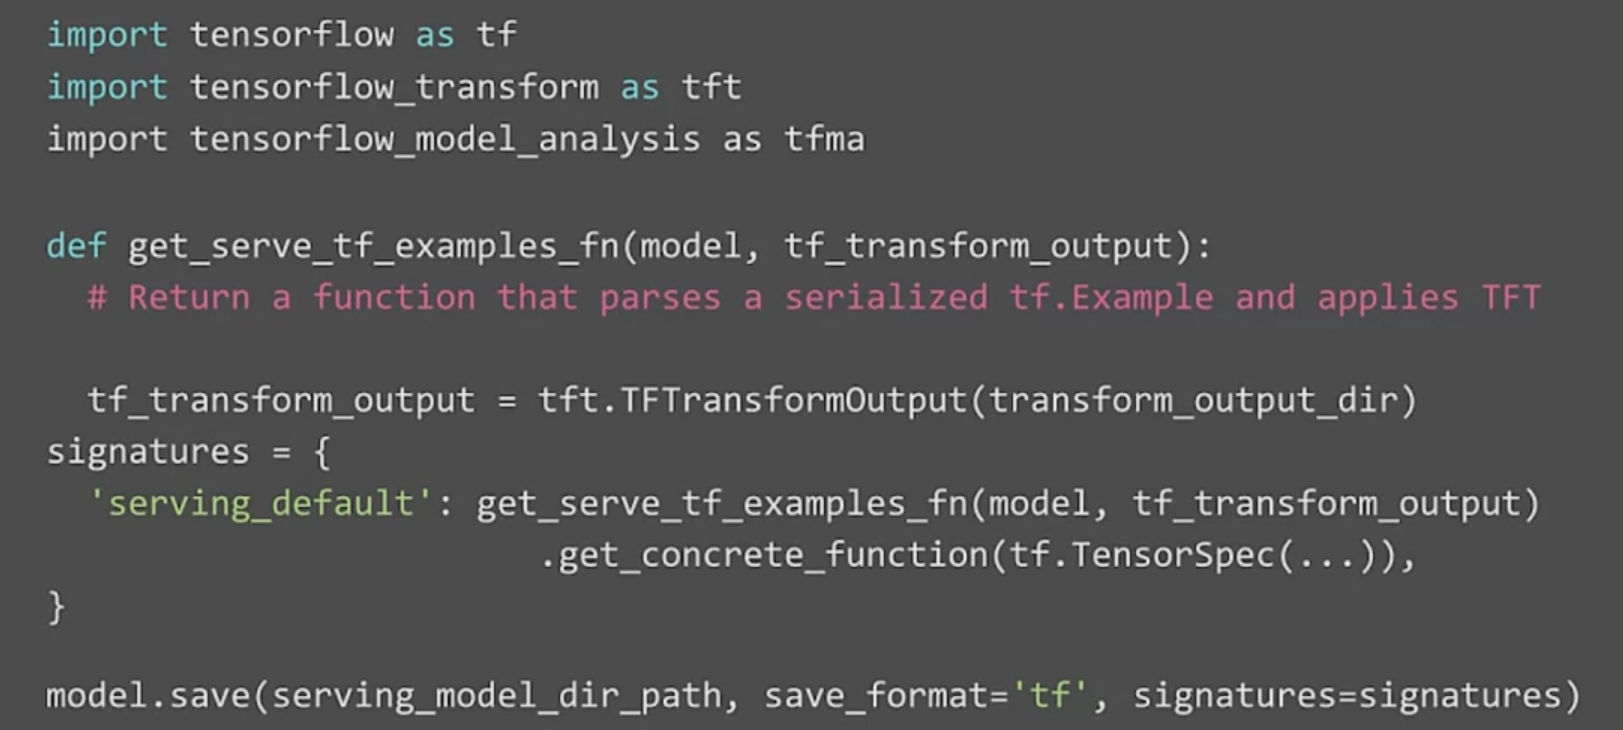 import tensorflow as tf
import tensorflow_transform as tft
import tensorflow_model_analysis as tfma
def get_serve_tf_examples_fn(model, tf_transform_output):
# Return a function that parses a serialized tf.Example and applies TFT
tf_transform_output = tft.TFTransformOutput(transform_output_dir)
signatures = {
'serving_default': get_serve_tf_examples_fn(model, tf_transform_output)
.get_concrete_function(tf.TensorSpec(...)),
}
model.save(serving_model_dir_path, save_format='tf', signatures=signatures)